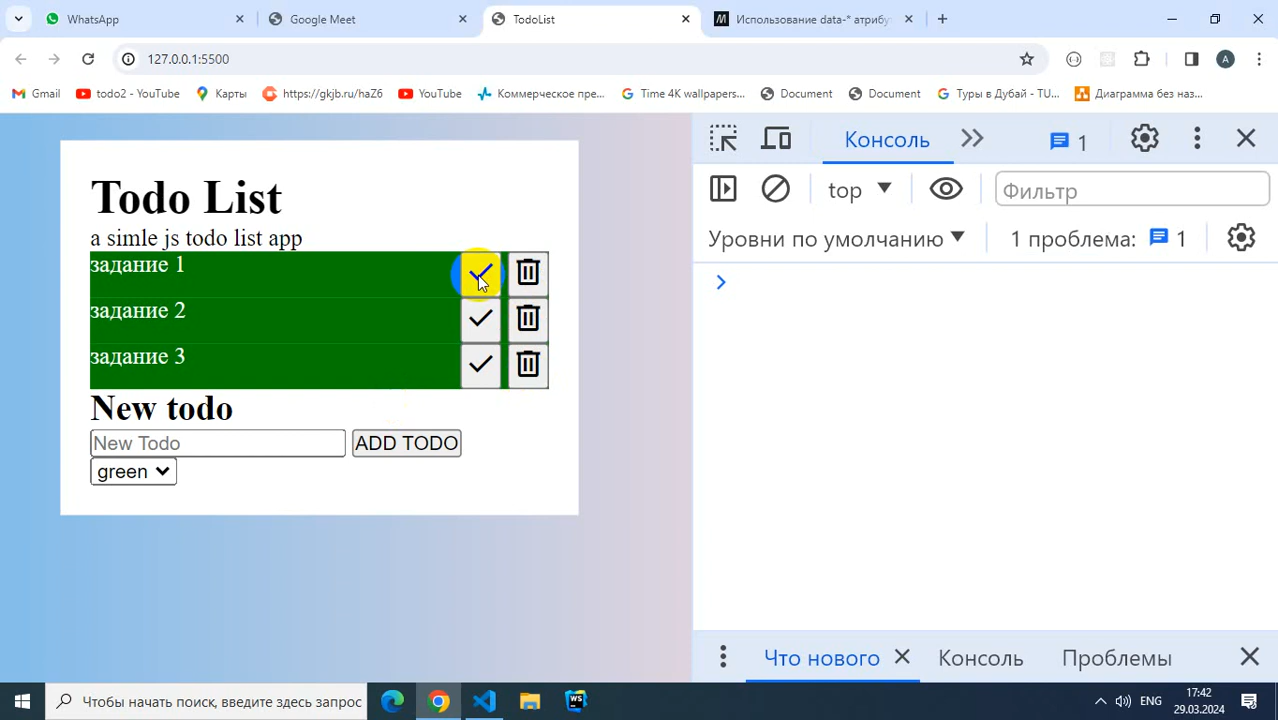 WhatsApp
Google Meet
TodoList
Использование data-* атрибу
127.0.0.1:5500
A
Gmail
todo2 - YouTube
Карты
https://gkjb.ru/haZ6
YouTube
Коммерческое пре...
Time 4K wallpapers...
Document
Document
Туры в Дубай - TU...
Диаграмма без наз...
Консоль
1
top
Фильтр
Уровни по умолчанию
1 проблема:
1
Todo List
a simle js todo list app
задание 1
задание 2
задание 3
New todo
New Todo
ADD TODO
green
Что нового
Консоль
Проблемы
Чтобы начать поиск, введите здесь запрос
WS
ENG
17:42
29.03.2024